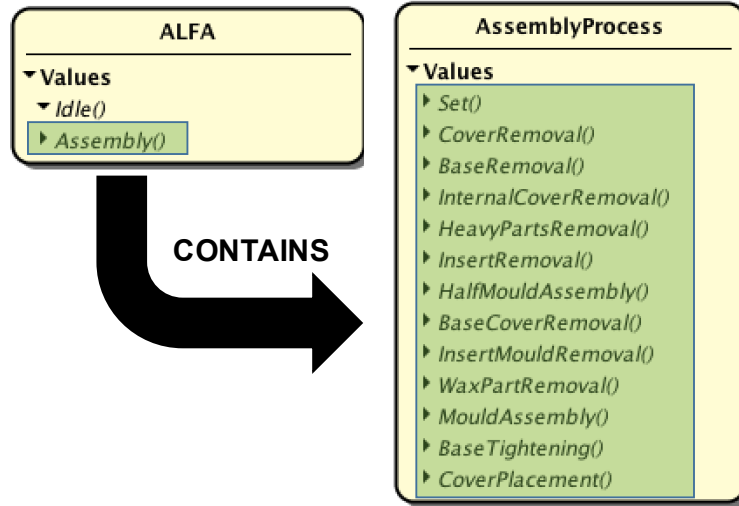 ALFA
Values
Idle()
Assembly()
CONTAINS
AssemblyProcess
Values
Set()
CoverRemoval()
BaseRemoval()
InternalCoverRemoval()
HeavyPartsRemoval()
InsertRemoval()
HalfMouldAssembly()
BaseCoverRemoval()
InsertMouldRemoval()
WaxPartRemoval()
MouldAssembly()
BaseTightening()
CoverPlacement()